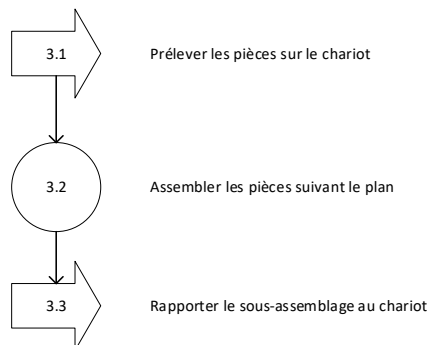 3.1 Prélever les pièces sur le chariot
3.2 Assembler les pièces suivant le plan
3.3 Rapporter le sous-assemblage au chariot